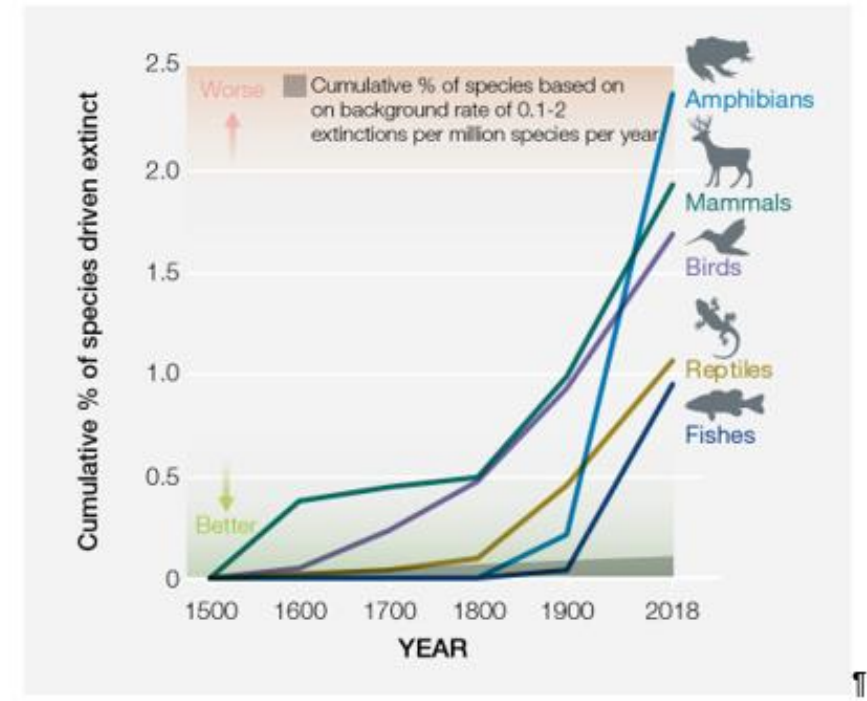 2.5
Worse
Cumulative % of species based on
on background rate of 0.1-2
extinctions per million species per year
Amphibians
2.0
Mammals
1.5
Birds
1.0
Reptiles
Fishes
0.5
Better
0
Cumulative % of species driven extinct
1500 1600 1700 1800 1900 2018
YEAR
¶